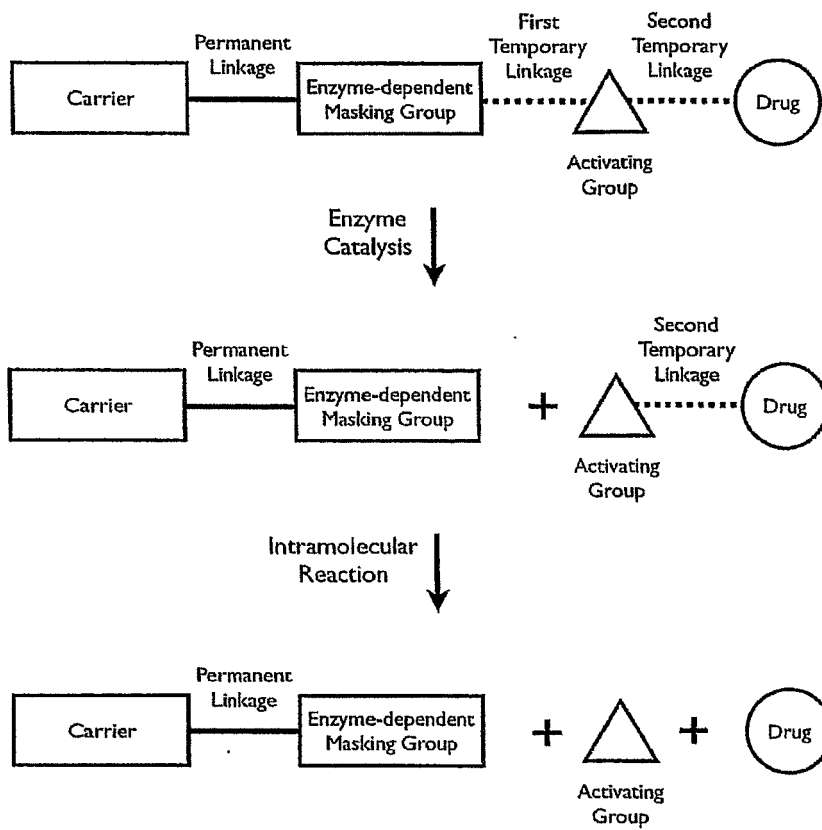 First
Temporary
Linkage
Second
Temporary
Linkage
Permanent
Linkage
Carrier
Enzyme-dependent
Masking Group
Drug
Activating
Group
Enzyme
Catalysis
Permanent
Linkage
Second
Temporary
Linkage
Carrier
Enzyme-dependent
Masking Group
+
Drug
Activating
Group
Intramolecular
Reaction
Permanent
Linkage
Carrier
Enzyme-dependent
Masking Group
+
+
Drug
Activating
Group